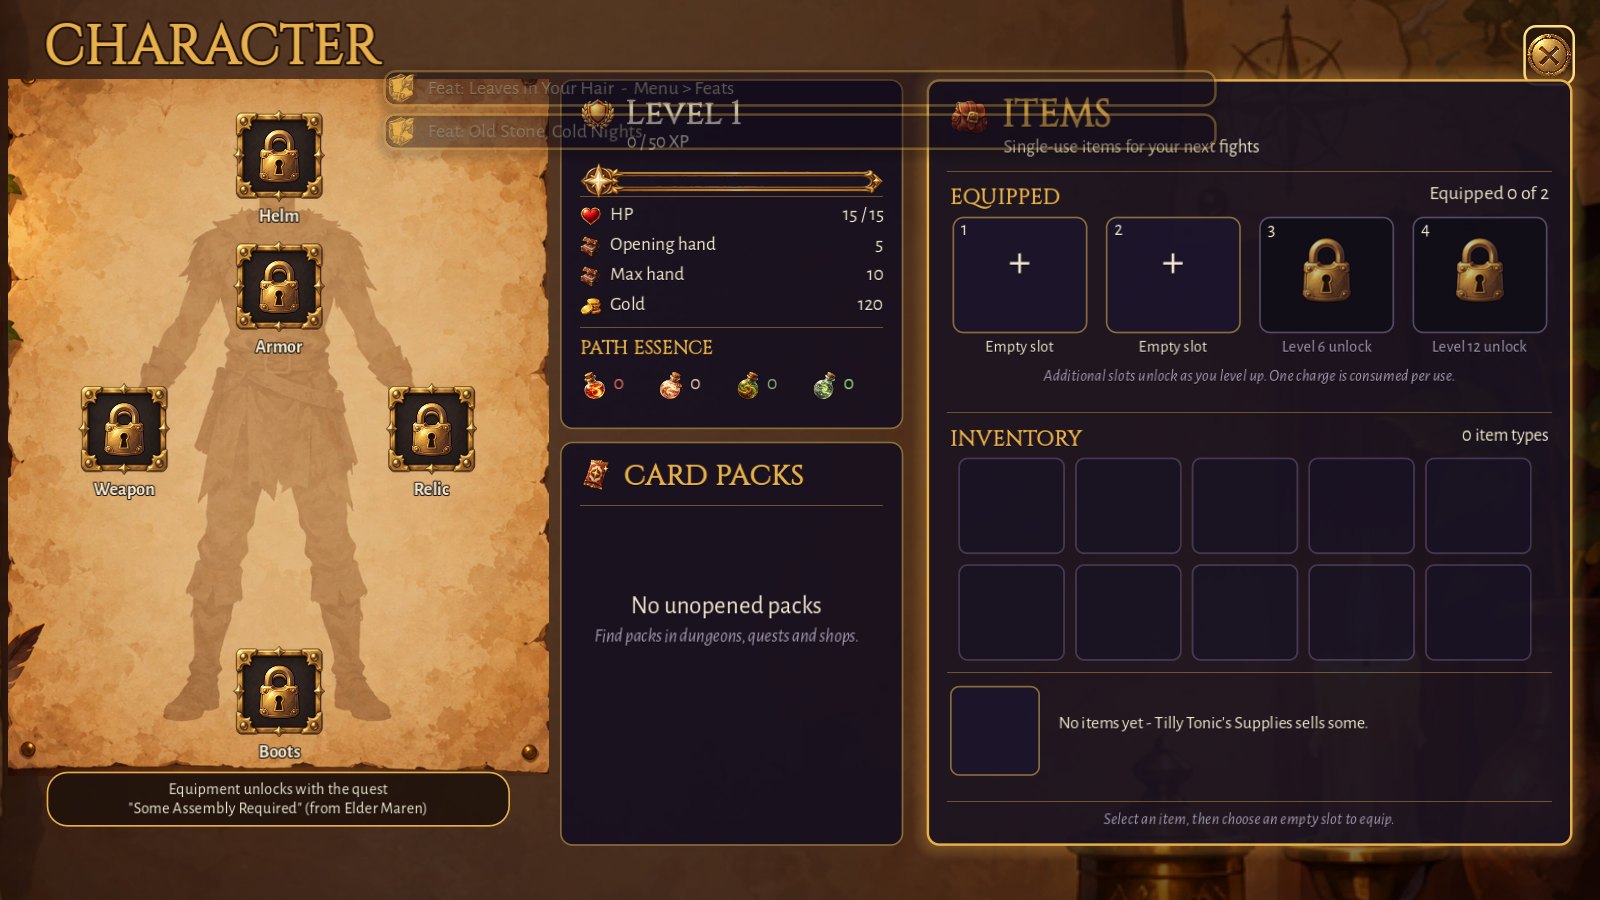 CHARACTER
Feat: Leaves in Your Hair - Menu > Feats
Feat: Old Stone, Cold Nights
Helm
Armor
Weapon
Relic
Boots
Equipment unlocks with the quest
"Some Assembly Required" (from Elder Maren)
LEVEL 1
0 / 50 XP
HP 15 / 15
Opening hand 5
Max hand 10
Gold 120
PATH ESSENCE
0 0 0 0
CARD PACKS
No unopened packs
Find packs in dungeons, quests and shops.
ITEMS
Single-use items for your next fights
EQUIPPED Equipped 0 of 2
1 2 3 4
+ +
Empty slot Empty slot Level 6 unlock Level 12 unlock
Additional slots unlock as you level up. One charge is consumed per use.
INVENTORY 0 item types
No items yet - Tilly Tonic's Supplies sells some.
Select an item, then choose an empty slot to equip.